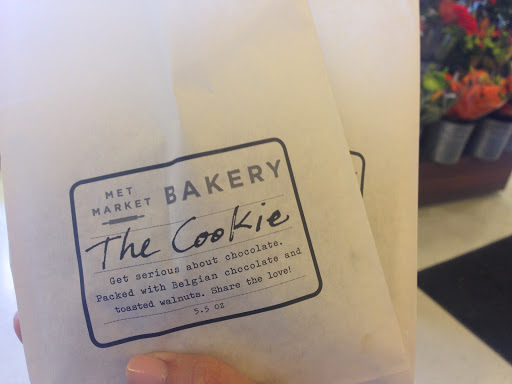 MET
MARKET
BAKERY
The Cookie
Get serious about chocolate.
Packed with Belgian chocolate and
toasted walnuts. Share the love!
5.5 oz